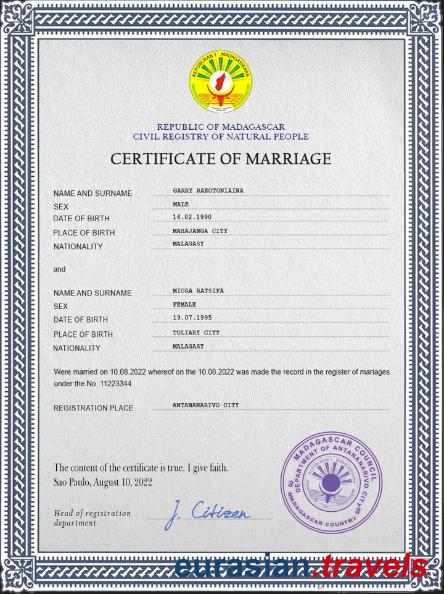 REPUBLIC OF MADAGASCAR
CIVIL REGISTRY OF NATURAL PEOPLE
CERTIFICATE OF MARRIAGE
NAME AND SURNAME GARRY RAKOTONIAINA
SEX MALE
DATE OF BIRTH 14.02.1990
PLACE OF BIRTH MAHAJANGA CITY
NATIONALITY MALAGASY
and
NAME AND SURNAME MIORA RATSIFA
SEX FEMALE
DATE OF BIRTH 19.07.1995
PLACE OF BIRTH TOLIARY CITY
NATIONALITY MALAGASY
Were married on 10.08.2022 whereof on the 10.08.2022 was made the record in the register of mariages
under the No. 11223344
REGISTRATION PLACE ANTANANARIVO CITY
The content of the certificate is true. I give faith.
Sao Paulo, August 10, 2022
Head of registration
department
J. Citizen
MADAGASCAR COUNCIL
DEPARTMENT OF ANTANANARIVO CITY
MADAGASCAR COUNTRY
eurasian.travels